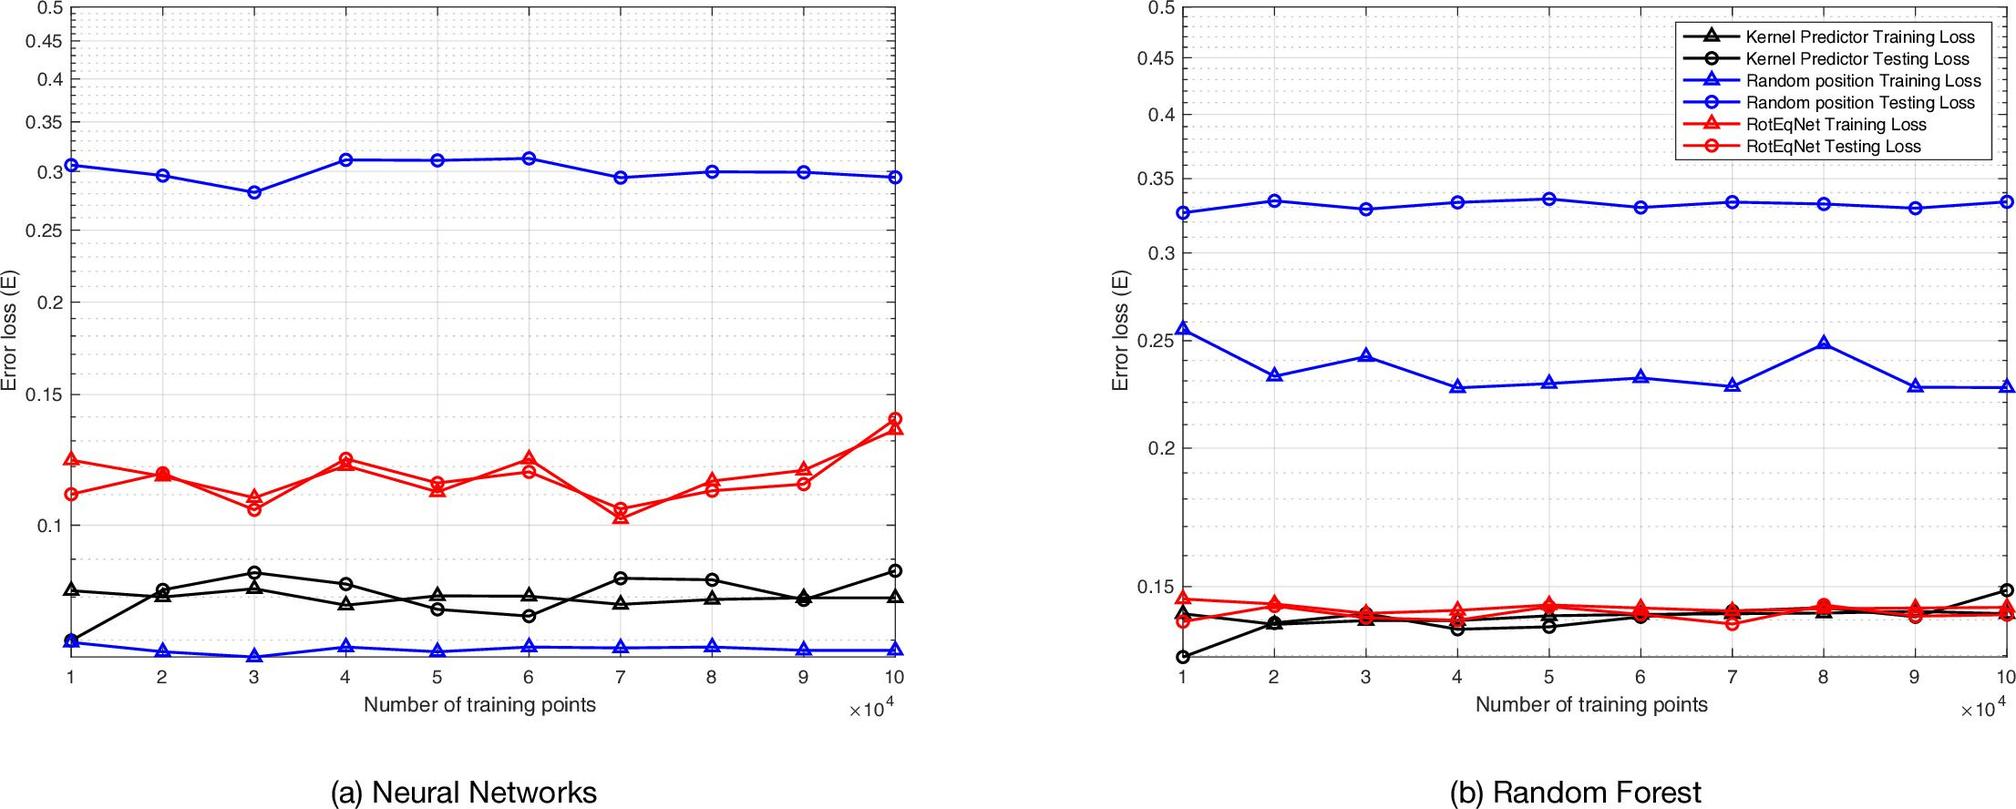 0.5
0.45
0.4
0.35
0.3
0.25
0.2
0.15
0.1
Error loss (E)
1 2 3 4 5 6 7 8 9 10
Number of training points
×10^4
(a) Neural Networks
0.5
0.45
0.4
0.35
0.3
0.25
0.2
0.15
Error loss (E)
Kernel Predictor Training Loss
Kernel Predictor Testing Loss
Random position Training Loss
Random position Testing Loss
RotEqNet Training Loss
RotEqNet Testing Loss
1 2 3 4 5 6 7 8 9 10
Number of training points
×10^4
(b) Random Forest